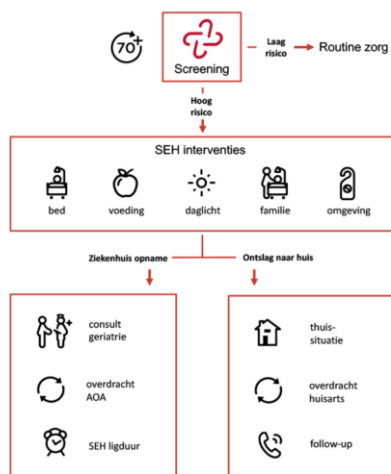 70+
Screening
Laag
risico
Routine zorg
Hoog
risico
SEH interventies
bed
voeding
daglicht
familie
omgeving
Ziekenhuis opname
Ontslag naar huis
consult
geriatrie
overdracht
AOA
SEH ligduur
thuis-
situatie
overdracht
huisarts
follow-up